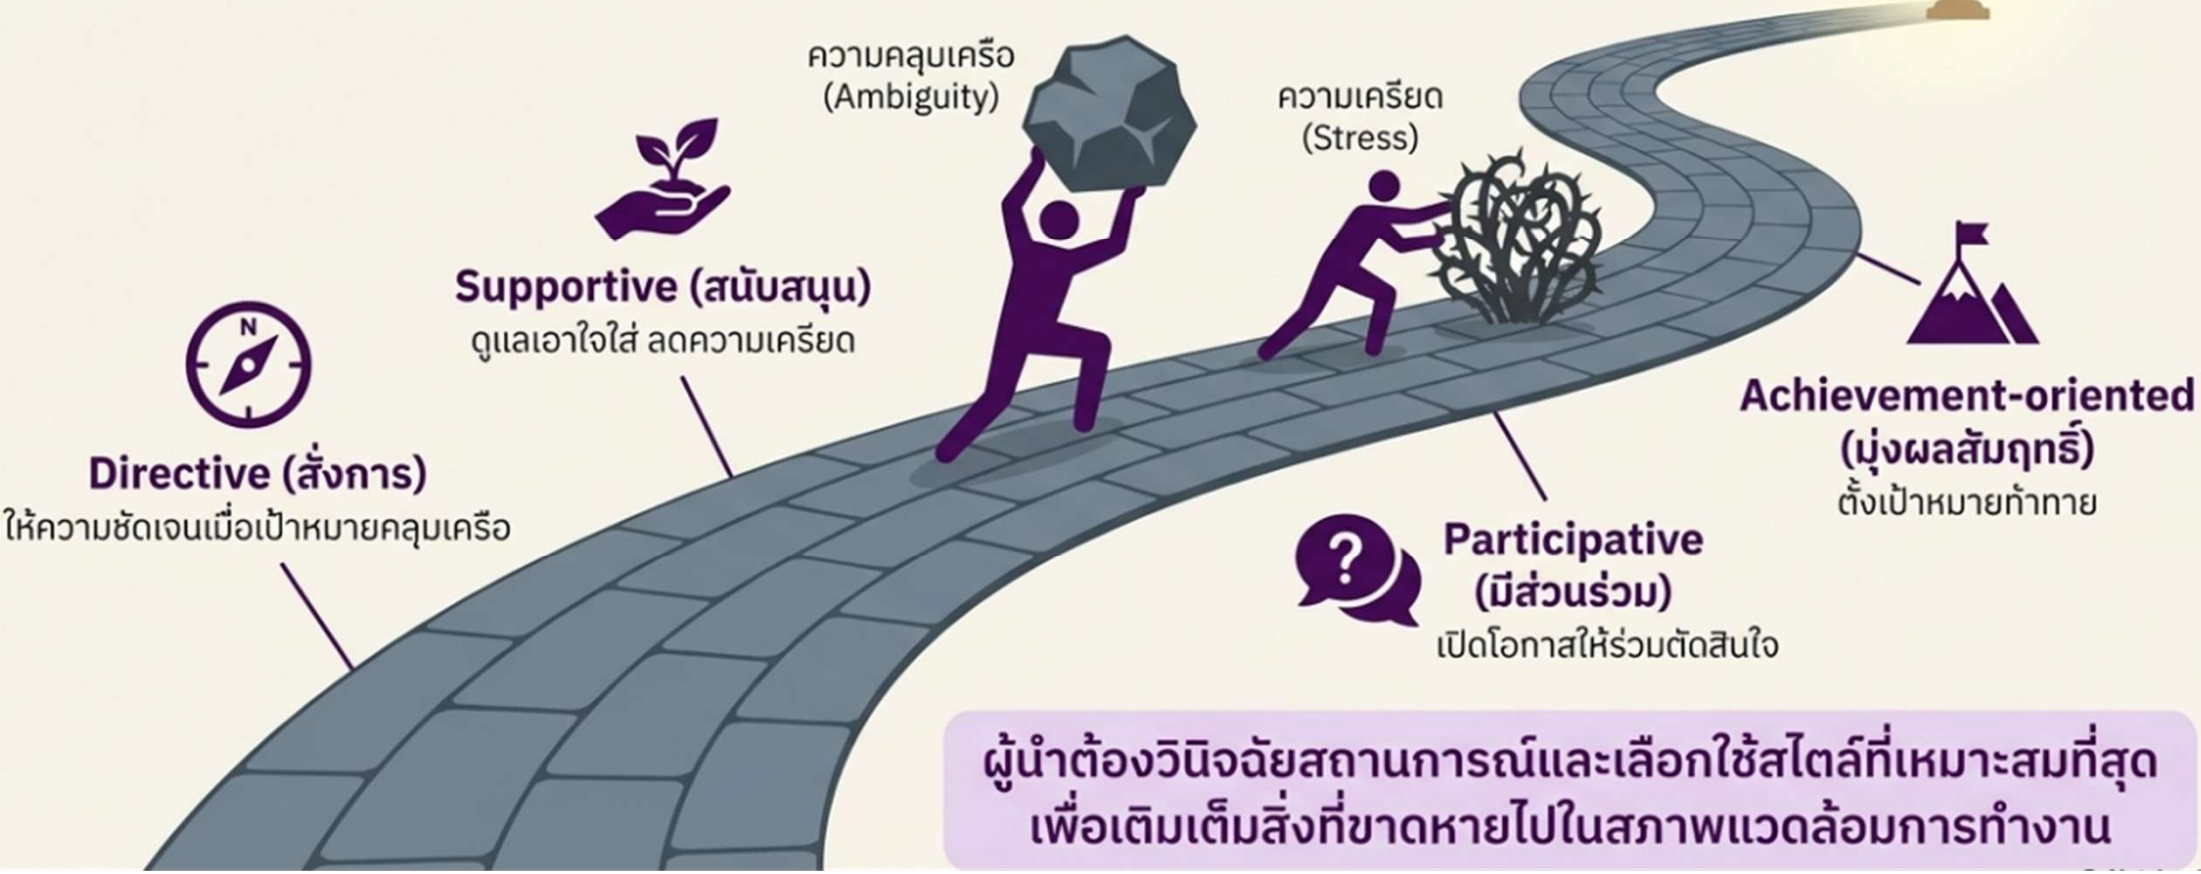 ความคลุมเครือ
(Ambiguity)
ความเครียด
(Stress)
Supportive (สนับสนุน)
ดูแลเอาใจใส่ ลดความเครียด
N
Directive (สั่งการ)
ให้ความชัดเจนเมื่อเป้าหมายคลุมเครือ
Achievement-oriented
(มุ่งผลสัมฤทธิ์)
ตั้งเป้าหมายท้าทาย
?
Participative
(มีส่วนร่วม)
เปิดโอกาสให้ร่วมตัดสินใจ
ผู้นำต้องวินิจฉัยสถานการณ์และเลือกใช้สไตล์ที่เหมาะสมที่สุด
เพื่อเติมเต็มสิ่งที่ขาดหายไปในสภาพแวดล้อมการทำงาน